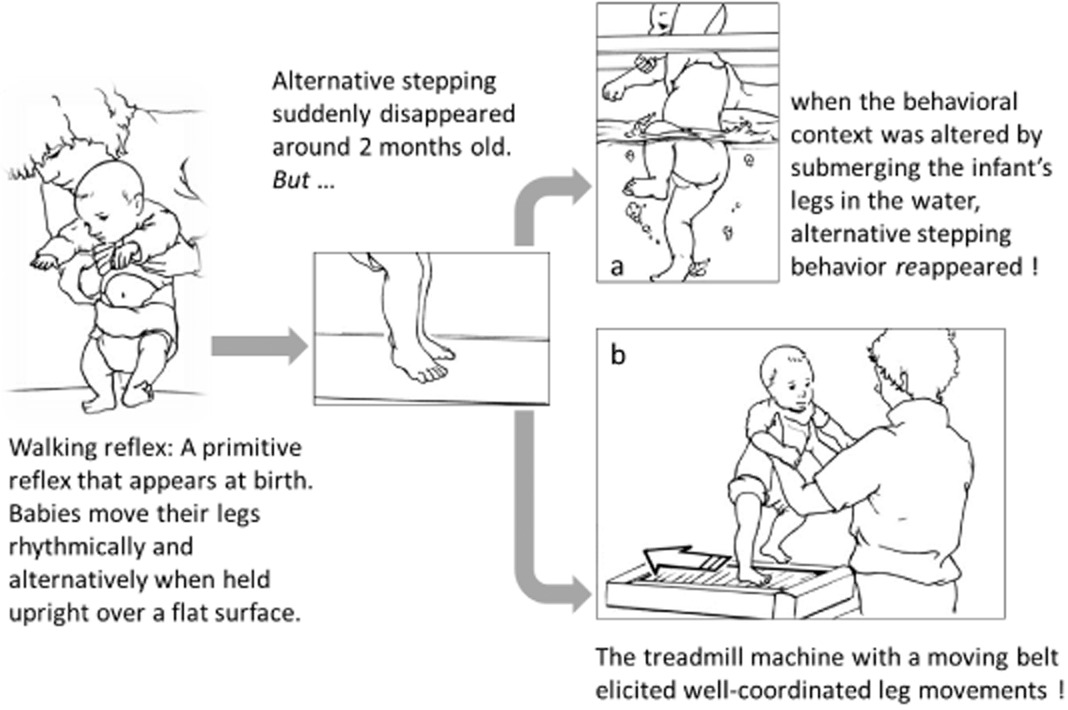 Alternative stepping
suddenly disappeared
around 2 months old.
But ...
when the behavioral
context was altered by
submerging the infant's
legs in the water,
alternative stepping
behavior reappeared !
a
b
Walking reflex: A primitive
reflex that appears at birth.
Babies move their legs
rhythmically and
alternatively when held
upright over a flat surface.
The treadmill machine with a moving belt
elicited well-coordinated leg movements !